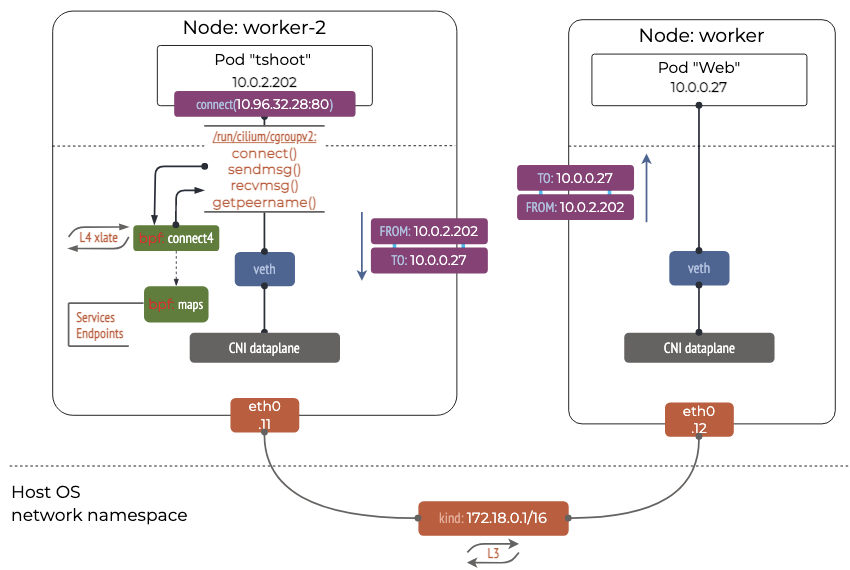 Node: worker-2
Pod "tshoot"
10.0.2.202
connect(10.96.32.28:80)
/run/cilium/cgroupv2:
connect()
sendmsg()
recvmsg()
getpeername()
L4 xlate
bpf: connect4
bpf: maps
Services
Endpoints
veth
CNI dataplane
FROM: 10.0.2.202
TO: 10.0.0.27
eth0
.11
Node: worker
Pod "Web"
10.0.0.27
TO: 10.0.0.27
FROM: 10.0.2.202
veth
CNI dataplane
eth0
.12
Host OS
network namespace
kind: 172.18.0.1/16
L3